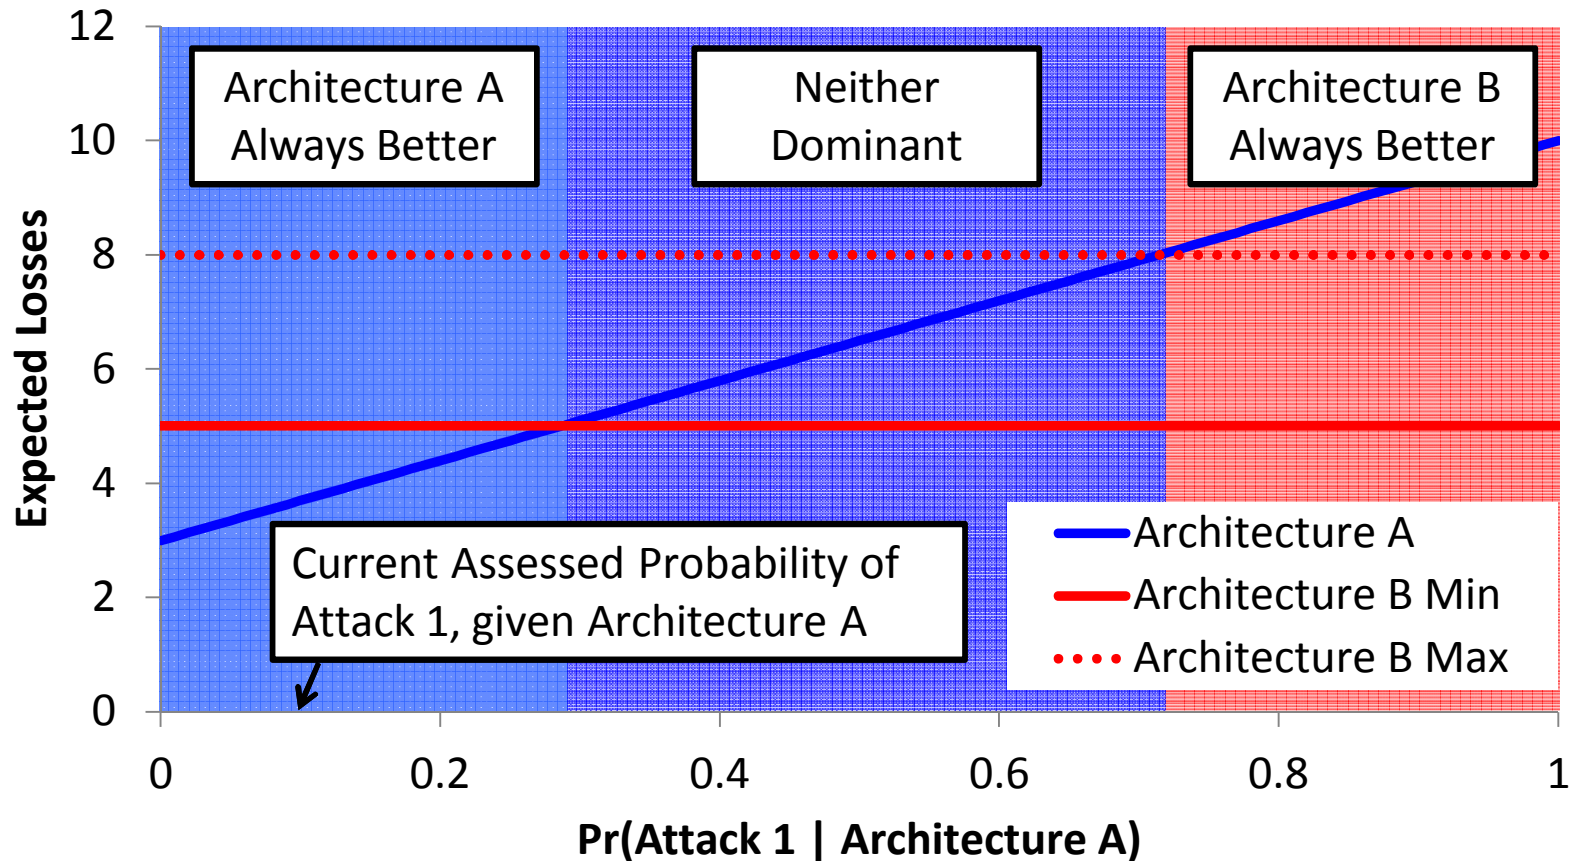 12
10
8
6
4
2
0
Expected Losses
Architecture A
Always Better
Neither
Dominant
Architecture B
Always Better
Current Assessed Probability of
Attack 1, given Architecture A
Architecture A
Architecture B Min
Architecture B Max
0
0.2
0.4
0.6
0.8
1
Pr(Attack 1 | Architecture A)